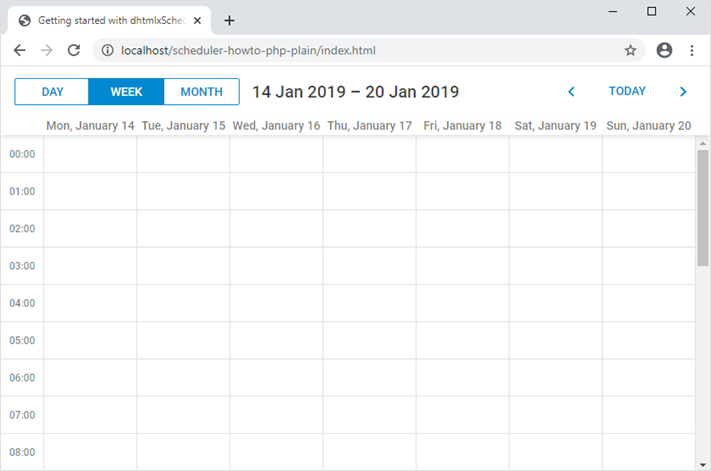 Getting started with dhtmlxSched
localhost/scheduler-howto-php-plain/index.html
DAY WEEK MONTH 14 Jan 2019 – 20 Jan 2019 TODAY
Mon, January 14 Tue, January 15 Wed, January 16 Thu, January 17 Fri, January 18 Sat, January 19 Sun, January 20
00:00
01:00
02:00
03:00
04:00
05:00
06:00
07:00
08:00